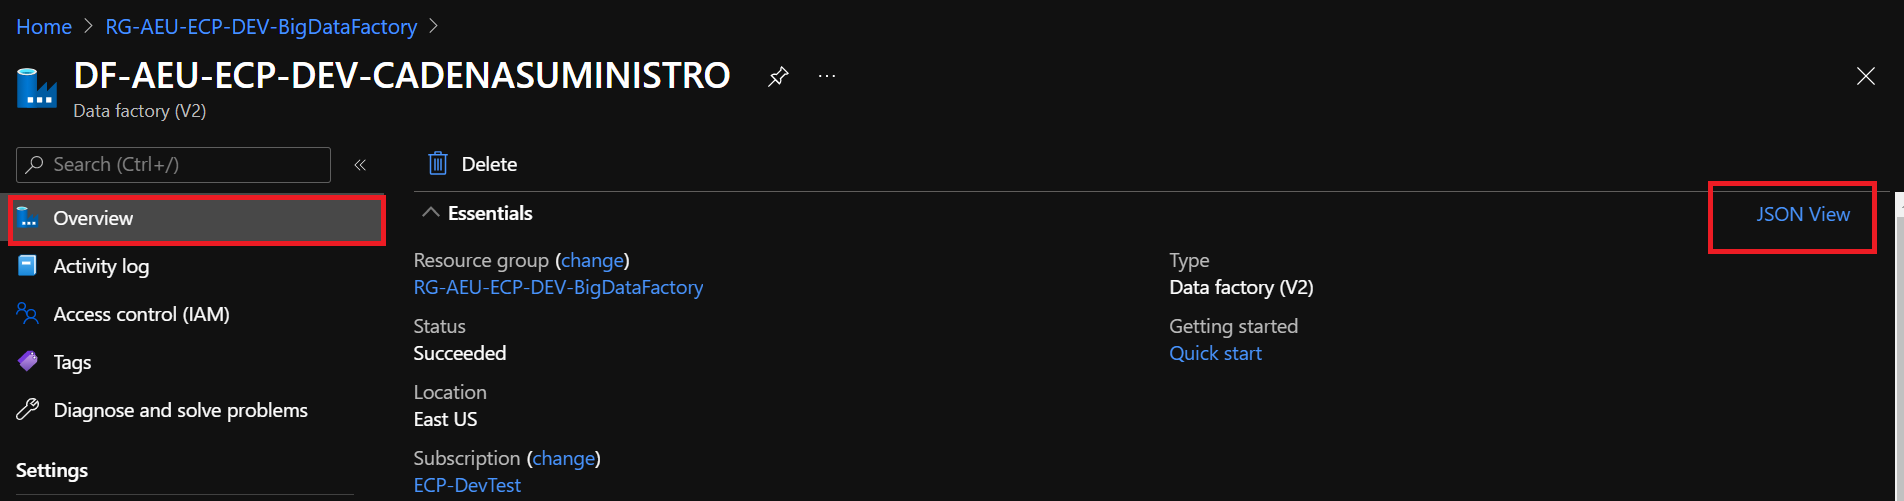 Home > RG-AEU-ECP-DEV-BigDataFactory >
DF-AEU-ECP-DEV-CADENASUMINISTRO
Data factory (V2)
Search (Ctrl+/)
Overview
Activity log
Access control (IAM)
Tags
Diagnose and solve problems
Settings
Delete
Essentials
JSON View
Resource group (change)
RG-AEU-ECP-DEV-BigDataFactory
Status
Succeeded
Location
East US
Subscription (change)
ECP-DevTest
Type
Data factory (V2)
Getting started
Quick start